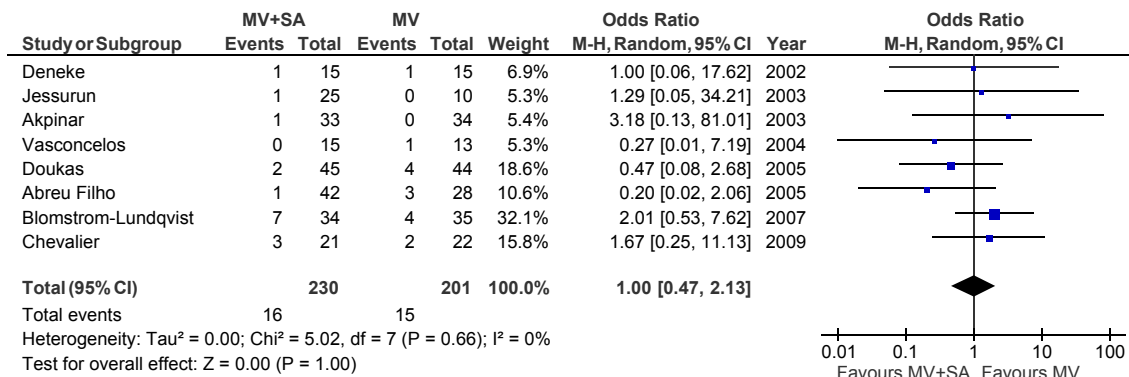 MV+SA MV Odds Ratio Odds Ratio
Study or Subgroup Events Total Events Total Weight M-H, Random, 95% CI Year M-H, Random, 95% CI
Deneke 1 15 1 15 6.9% 1.00 [0.06, 17.62] 2002
Jessurun 1 25 0 10 5.3% 1.29 [0.05, 34.21] 2003
Akpinar 1 33 0 34 5.4% 3.18 [0.13, 81.01] 2003
Vasconcelos 0 15 1 13 5.3% 0.27 [0.01, 7.19] 2004
Doukas 2 45 4 44 18.6% 0.47 [0.08, 2.68] 2005
Abreu Filho 1 42 3 28 10.6% 0.20 [0.02, 2.06] 2005
Blomstrom-Lundqvist 7 34 4 35 32.1% 2.01 [0.53, 7.62] 2007
Chevalier 3 21 2 22 15.8% 1.67 [0.25, 11.13] 2009
Total (95% CI) 230 201 100.0% 1.00 [0.47, 2.13]
Total events 16 15
Heterogeneity: Tau² = 0.00; Chi² = 5.02, df = 7 (P = 0.66); I² = 0%
Test for overall effect: Z = 0.00 (P = 1.00)
0.01 0.1 1 10 100
Favours MV+SA Favours MV